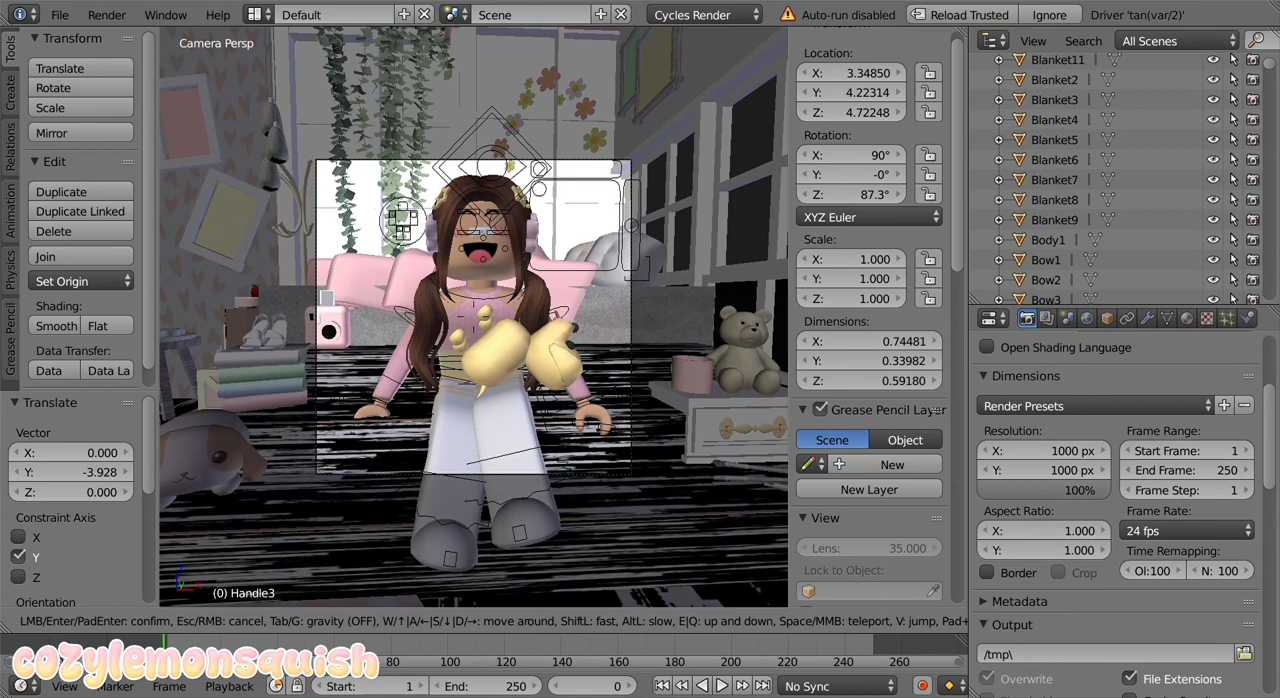 File Render Window Help Default Scene Cycles Render Auto-run disabled Reload Trusted Ignore Driver 'tan(var/2)'
Tools
Create
Relations
Animation
Physics
Grease Pencil
Transform
Translate
Rotate
Scale
Mirror
Edit
Duplicate
Duplicate Linked
Delete
Join
Set Origin
Shading:
Smooth Flat
Data Transfer:
Data Data La
Translate
Vector
X: 0.000
Y: -3.928
Z: 0.000
Constraint Axis
X
Y
Z
Orientation
Camera Persp
(0) Handle3
Location:
X: 3.34850
Y: 4.22314
Z: 4.72248
Rotation:
X: 90°
Y: -0°
Z: 87.3°
XYZ Euler
Scale:
X: 1.000
Y: 1.000
Z: 1.000
Dimensions:
X: 0.74481
Y: 0.33982
Z: 0.59180
Grease Pencil Layer
Scene Object
New
New Layer
View
Lens: 35.000
Lock to Object:
View Search All Scenes
Blanket11
Blanket2
Blanket3
Blanket4
Blanket5
Blanket6
Blanket7
Blanket8
Blanket9
Body1
Bow1
Bow2
Bow3
Open Shading Language
Dimensions
Render Presets
Resolution: Frame Range:
X: 1000 px Start Frame: 1
Y: 1000 px End Frame: 250
100% Frame Step: 1
Aspect Ratio: Frame Rate:
X: 1.000 24 fps
Y: 1.000 Time Remapping:
Border Crop Ol:100 N: 100
Metadata
Output
/tmp\
Overwrite File Extensions
LMB/Enter/PadEnter: confirm, Esc/RMB: cancel, Tab/G: gravity (OFF), W/↑|A/←|S/↓|D/→: move around, ShiftL: fast, AltL: slow, E|Q: up and down, Space/MMB: teleport, V: jump, Pad+
80 100 120 140 160 180 200 220 240 260
cozylemonsquish
View Marker Frame Playback Start: 1 End: 250 0 No Sync